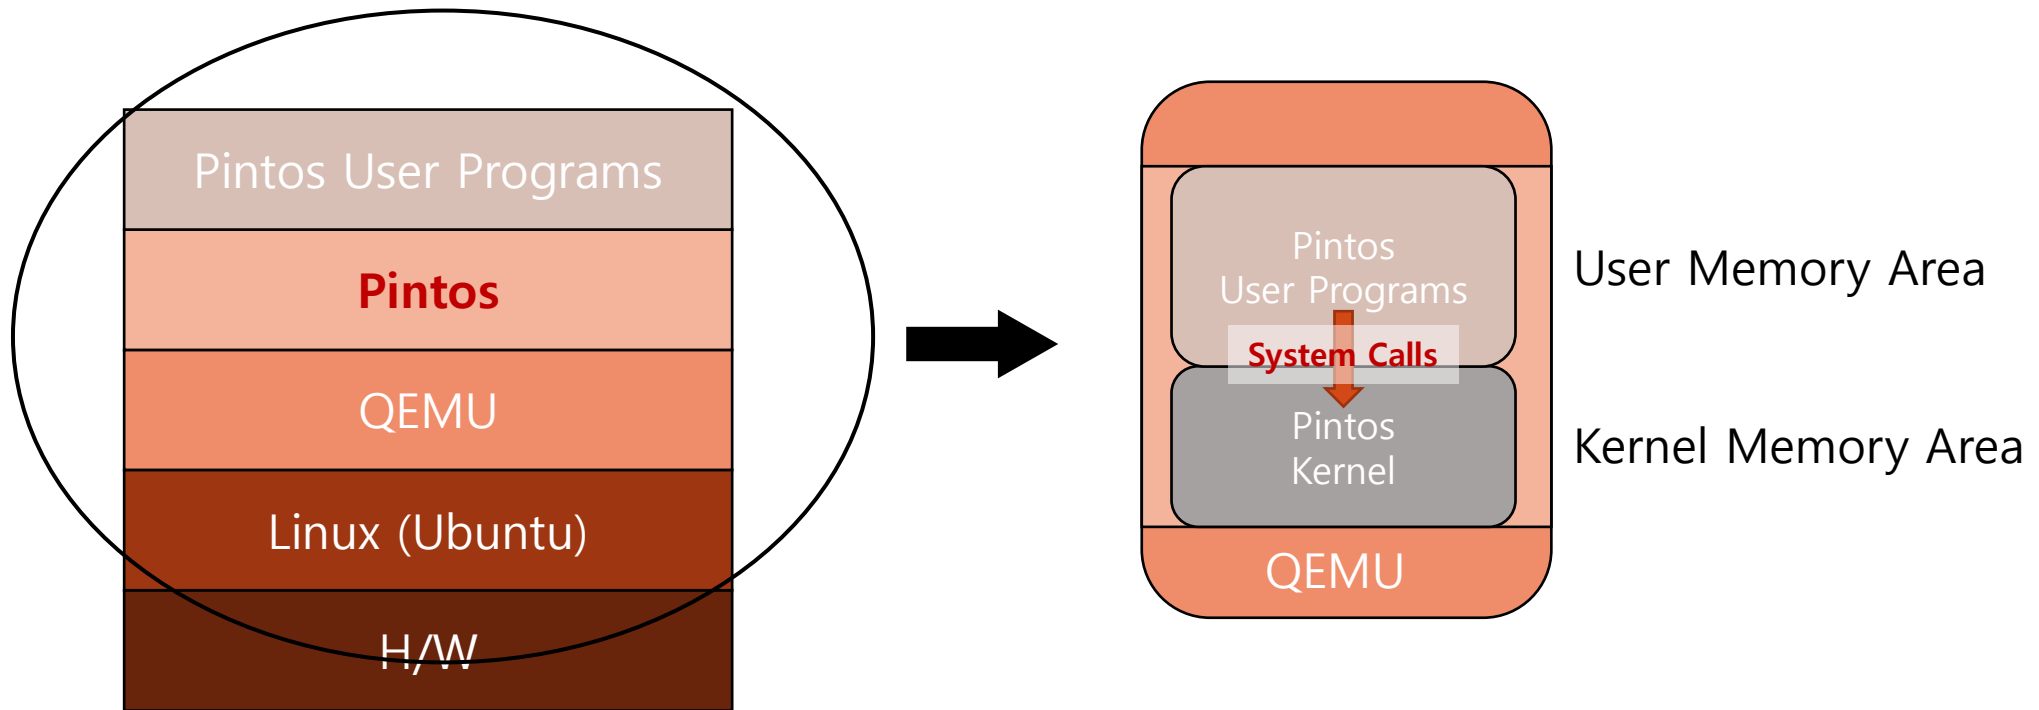 Pintos User Programs
Pintos
QEMU
Linux (Ubuntu)
H/W
Pintos
User Programs
System Calls
Pintos
Kernel
QEMU
User Memory Area
Kernel Memory Area